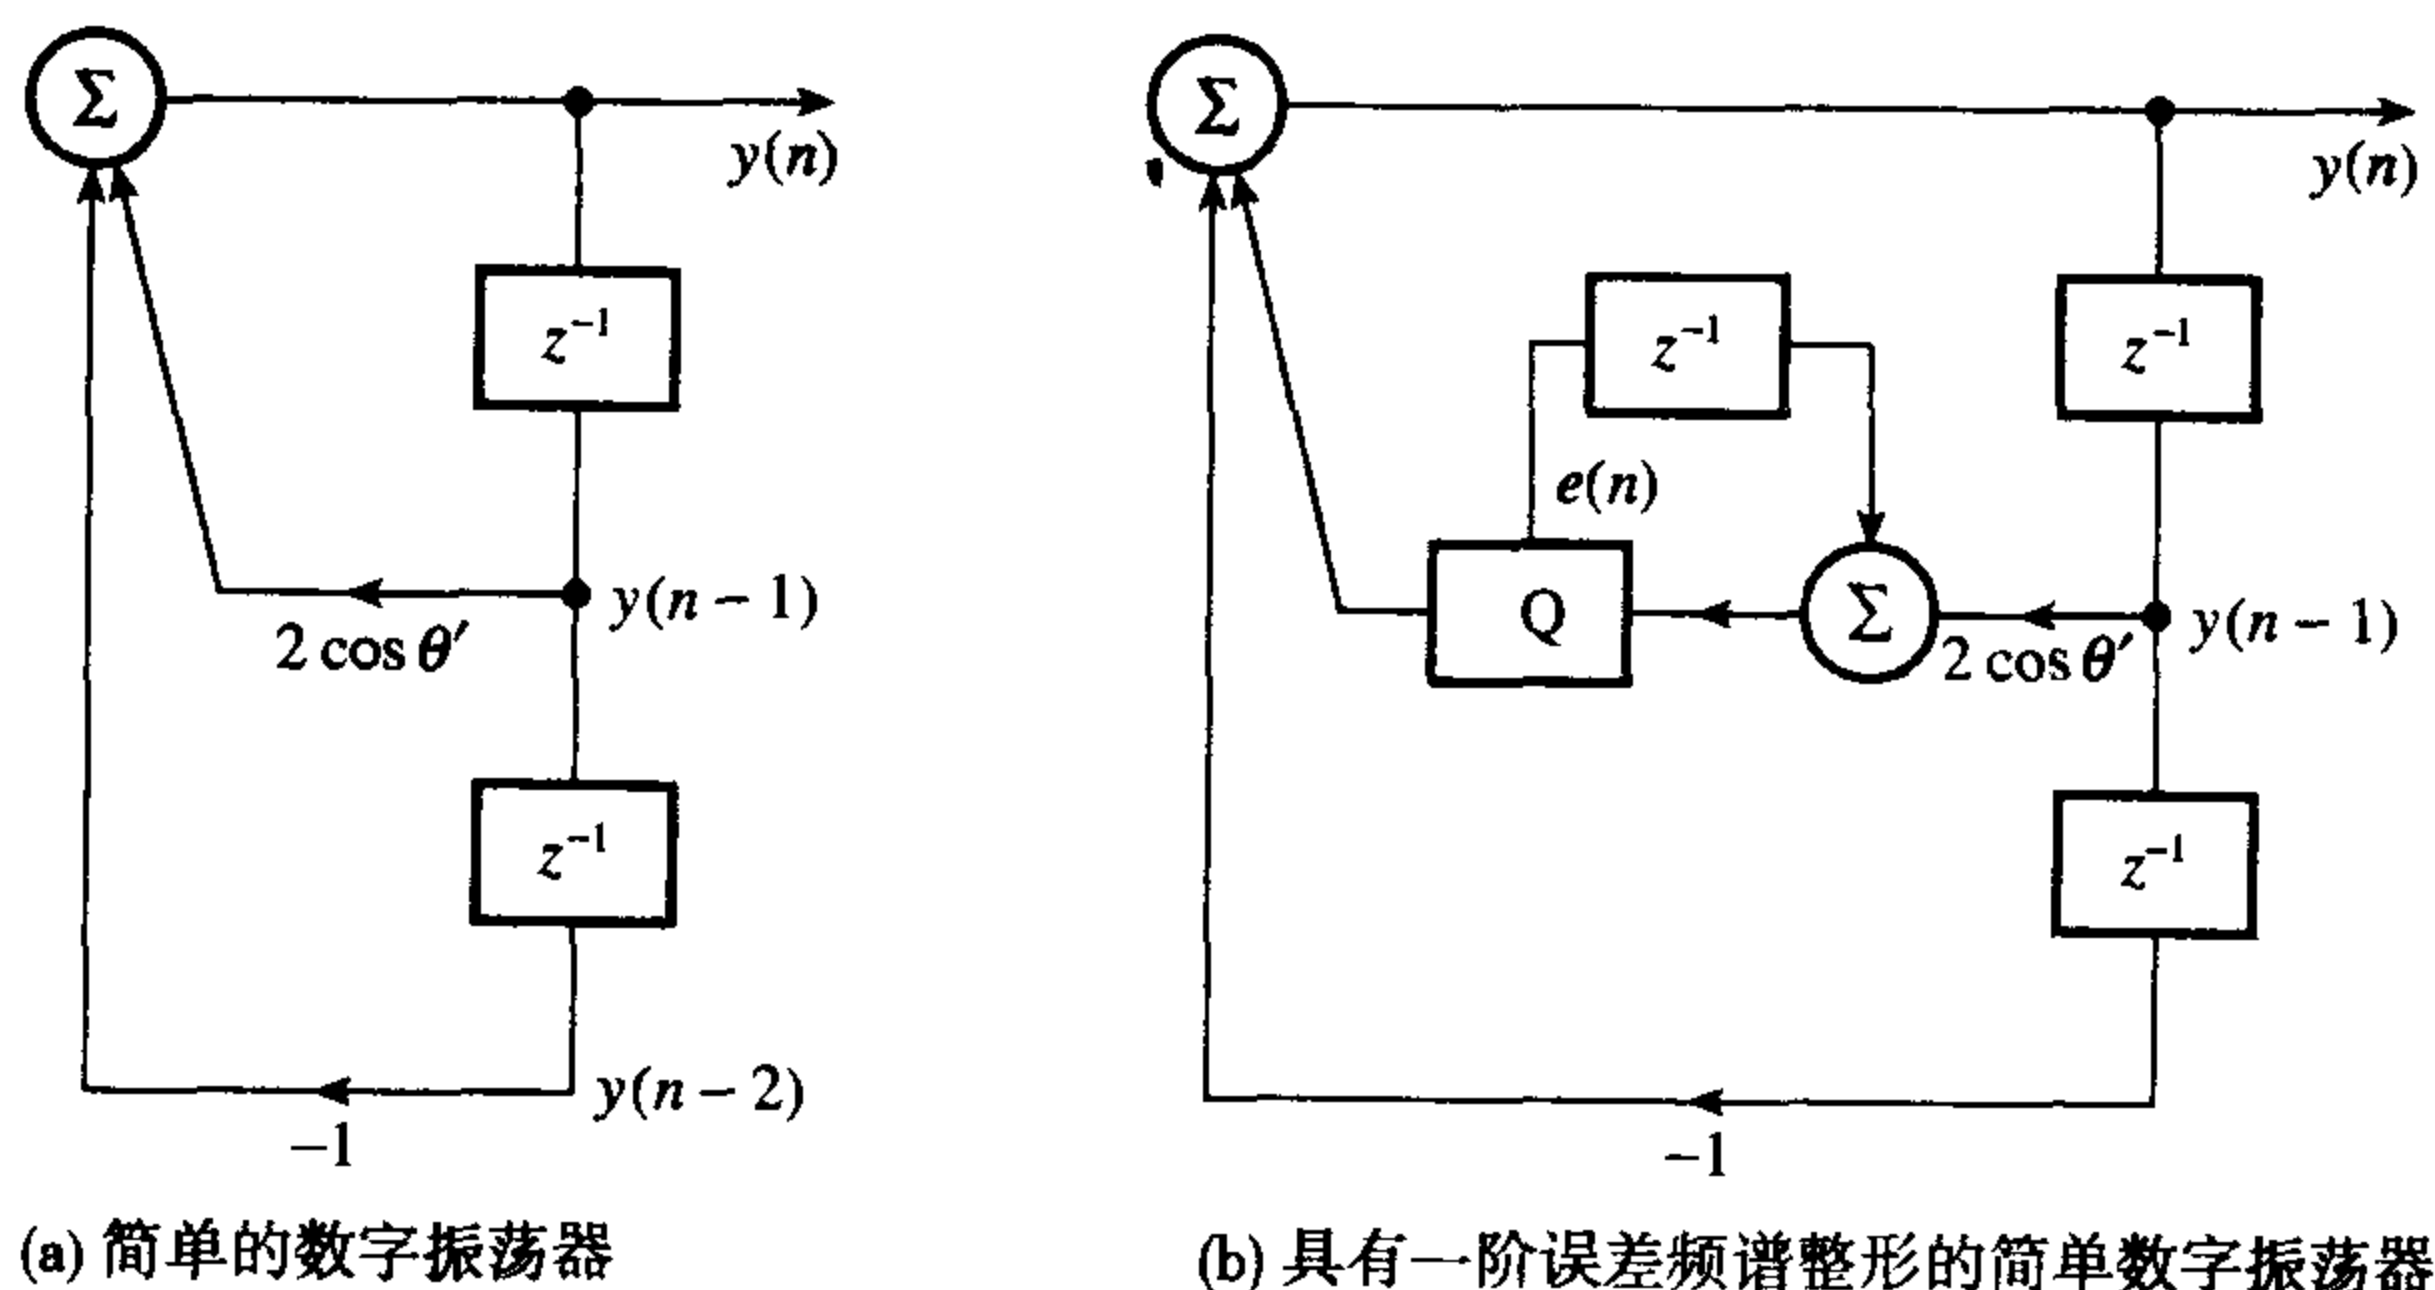 Σ
y(n)
z⁻¹
2 cos θ′
y(n − 1)
z⁻¹
y(n − 2)
−1
(a) 简单的数字振荡器
Σ
y(n)
z⁻¹
z⁻¹
e(n)
Q
Σ
2 cos θ′
y(n − 1)
z⁻¹
−1
(b) 具有一阶误差频谱整形的简单数字振荡器